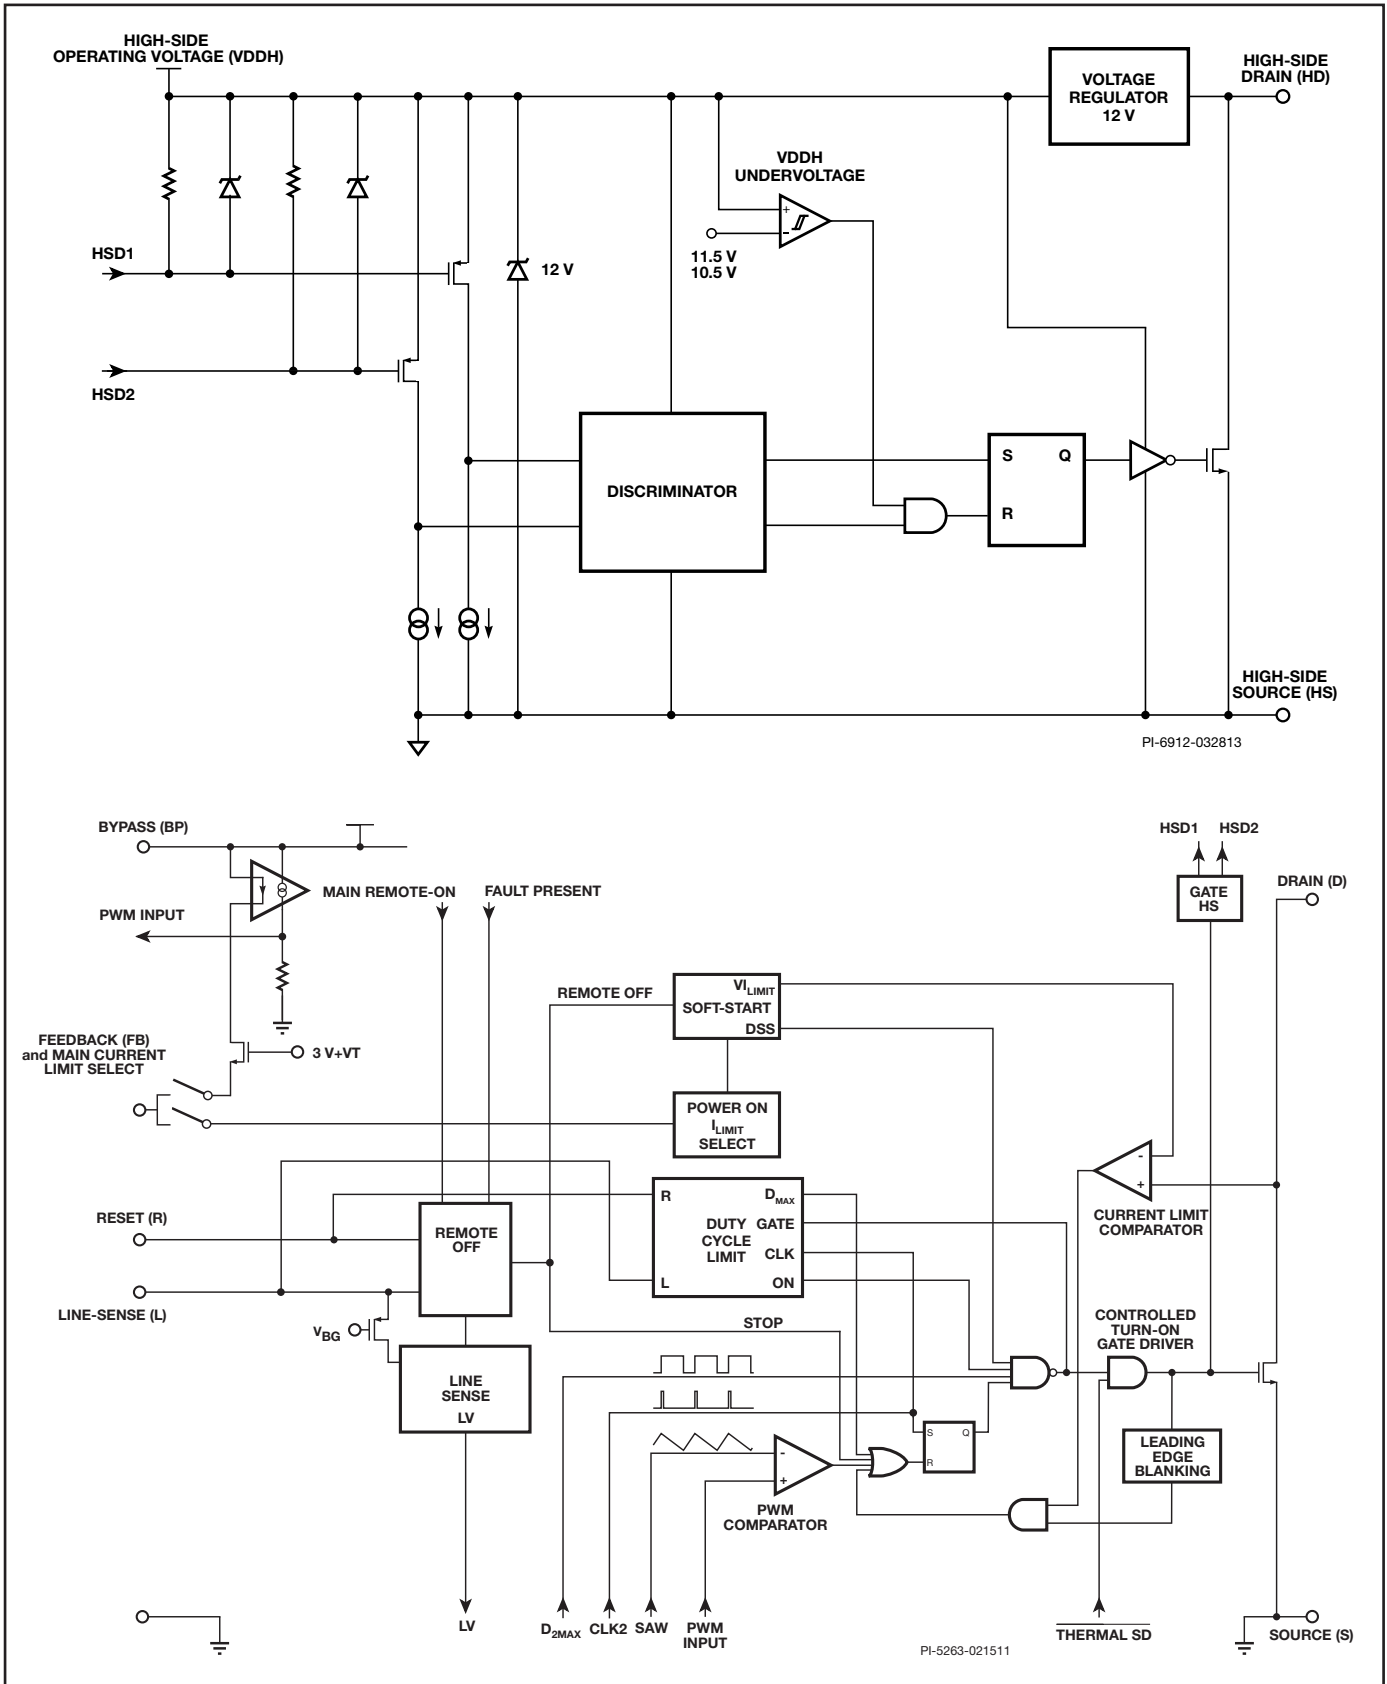 HIGH-SIDE
OPERATING VOLTAGE (VDDH)
VOLTAGE
REGULATOR
12 V
HIGH-SIDE
DRAIN (HD)
VDDH
UNDERVOLTAGE
+
-
11.5 V
10.5 V
HSD1
12 V
HSD2
DISCRIMINATOR
S
Q
R
HIGH-SIDE
SOURCE (HS)
PI-6912-032813
BYPASS (BP)
HSD1
HSD2
MAIN REMOTE-ON
FAULT PRESENT
GATE
HS
DRAIN (D)
PWM INPUT
REMOTE OFF
VILIMIT
SOFT-START
DSS
FEEDBACK (FB)
and MAIN CURRENT
LIMIT SELECT
3 V+VT
POWER ON
ILIMIT
SELECT
-
+
CURRENT LIMIT
COMPARATOR
RESET (R)
REMOTE
OFF
R
DMAX
DUTY
CYCLE
LIMIT
GATE
CLK
L
ON
LINE-SENSE (L)
VBG
STOP
CONTROLLED
TURN-ON
GATE DRIVER
LINE
SENSE
LV
S
Q
R
LEADING
EDGE
BLANKING
-
+
PWM
COMPARATOR
LV
D2MAX
CLK2
SAW
PWM
INPUT
THERMAL SD
SOURCE (S)
PI-5263-021511